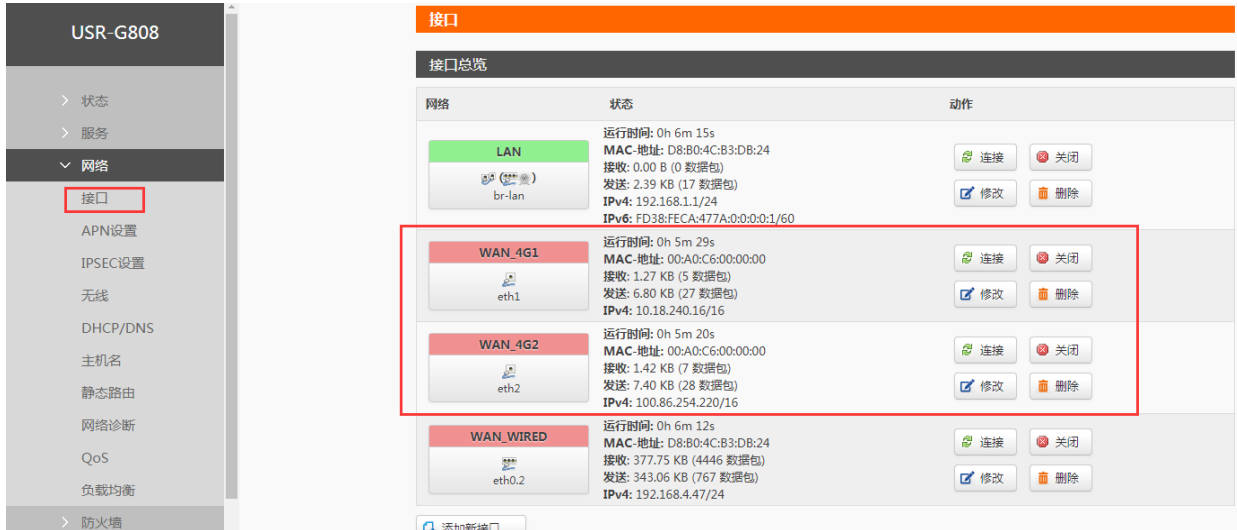 USR-G808
状态
服务
网络
接口
APN设置
IPSEC设置
无线
DHCP/DNS
主机名
静态路由
网络诊断
QoS
负载均衡
防火墙
接口
接口总览
网络 状态 动作
LAN
br-lan
运行时间: 0h 6m 15s
MAC-地址: D8:B0:4C:B3:DB:24
接收: 0.00 B (0 数据包)
发送: 2.39 KB (17 数据包)
IPv4: 192.168.1.1/24
IPv6: FD38:FECA:477A:0:0:0:0:1/60
连接 关闭
修改 删除
WAN_4G1
eth1
运行时间: 0h 5m 29s
MAC-地址: 00:A0:C6:00:00:00
接收: 1.27 KB (5 数据包)
发送: 6.80 KB (27 数据包)
IPv4: 10.18.240.16/16
连接 关闭
修改 删除
WAN_4G2
eth2
运行时间: 0h 5m 20s
MAC-地址: 00:A0:C6:00:00:00
接收: 1.42 KB (7 数据包)
发送: 7.40 KB (28 数据包)
IPv4: 100.86.254.220/16
连接 关闭
修改 删除
WAN_WIRED
eth0.2
运行时间: 0h 6m 12s
MAC-地址: D8:B0:4C:B3:DB:24
接收: 377.75 KB (4446 数据包)
发送: 343.06 KB (767 数据包)
IPv4: 192.168.4.47/24
连接 关闭
修改 删除
添加新接口